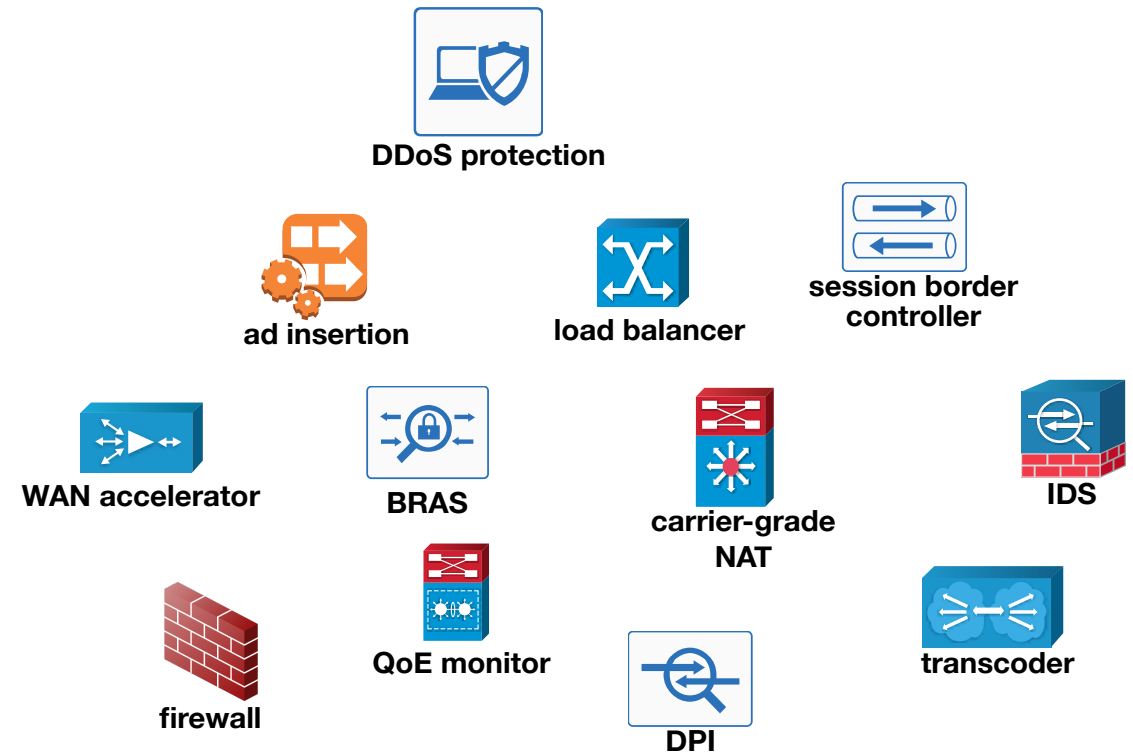 DDoS protection
ad insertion
load balancer
session border
controller
WAN accelerator
BRAS
carrier-grade
NAT
IDS
firewall
QoE monitor
DPI
transcoder